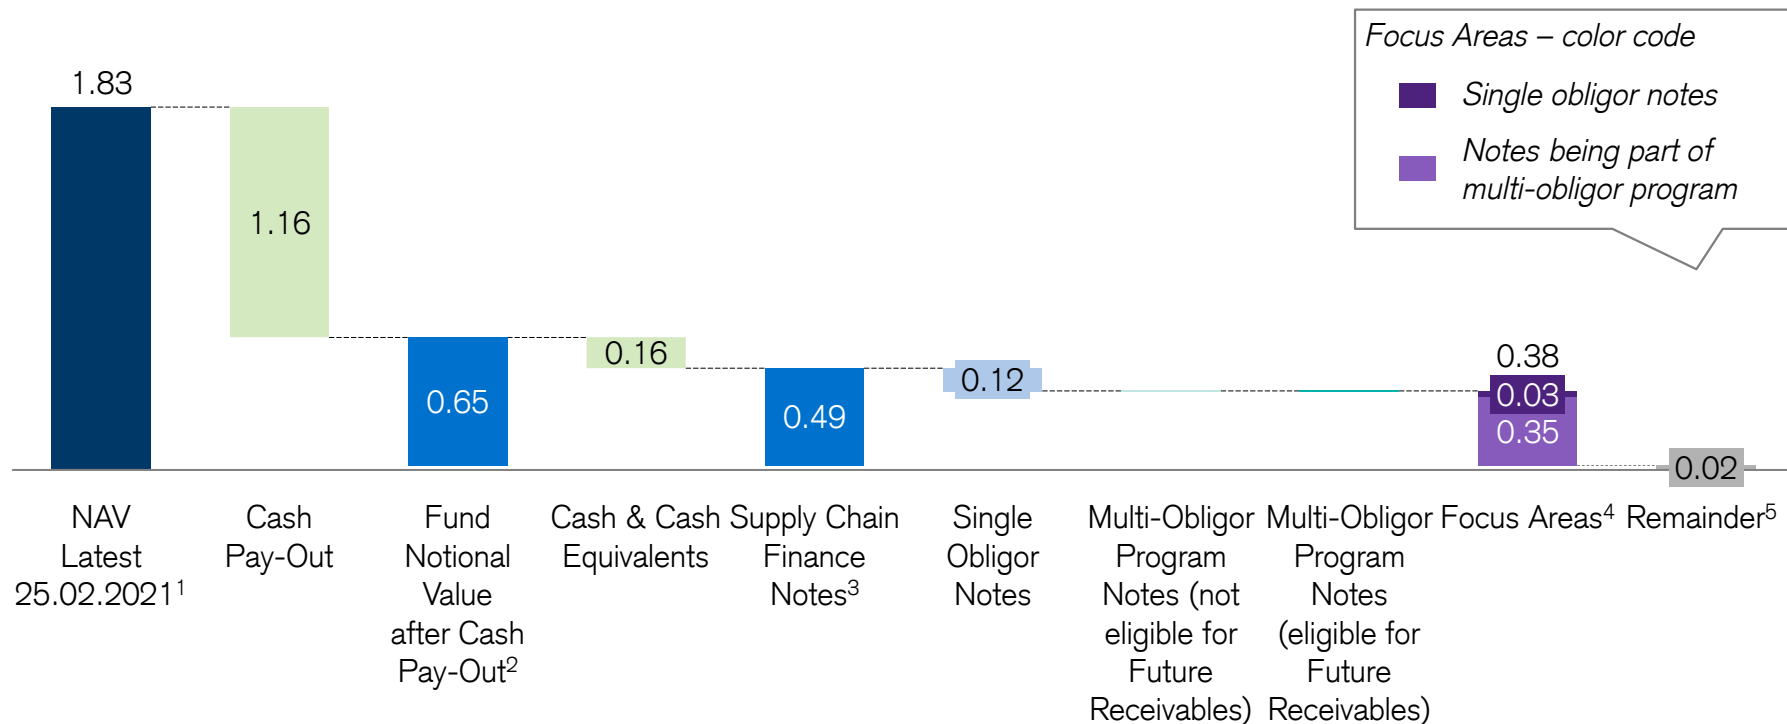 Focus Areas – color code
Single obligor notes
Notes being part of
multi-obligor program
1.83
1.16
0.65
0.16
0.49
0.12
0.38
0.03
0.35
0.02
NAV
Latest
25.02.2021¹
Cash
Pay-Out
Fund
Notional
Value
after Cash
Pay-Out²
Cash & Cash
Equivalents
Supply Chain
Finance
Notes³
Single
Obligor
Notes
Multi-Obligor
Program
Notes (not
eligible for
Future
Receivables)
Multi-Obligor
Program
Notes
(eligible for
Future
Receivables)
Focus Areas⁴
Remainder⁵